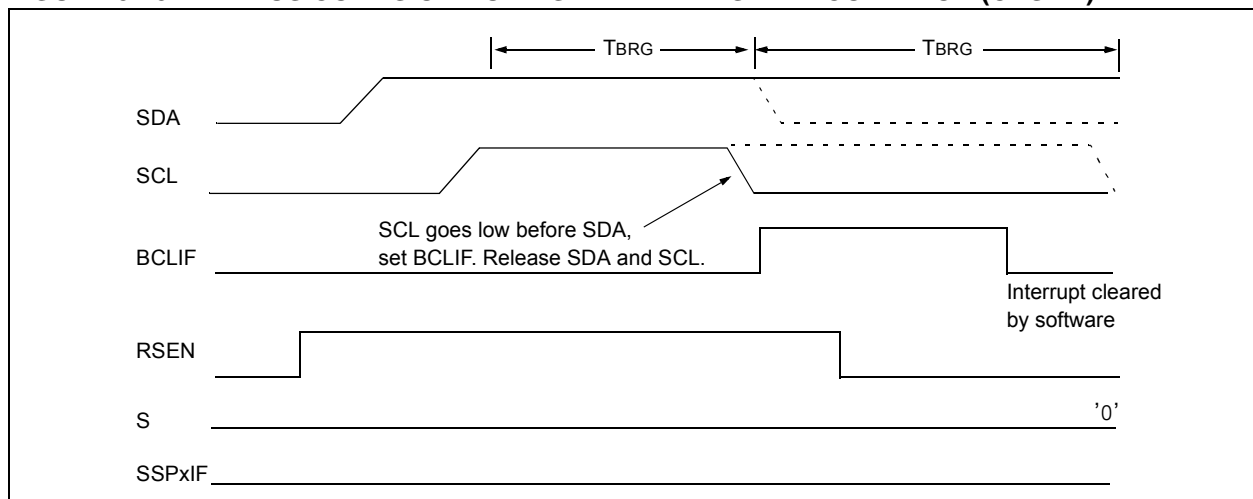 TBRG TBRG
SDA
SCL
SCL goes low before SDA,
set BCLIF. Release SDA and SCL.
BCLIF
Interrupt cleared
by software
RSEN
S '0'
SSPxIF